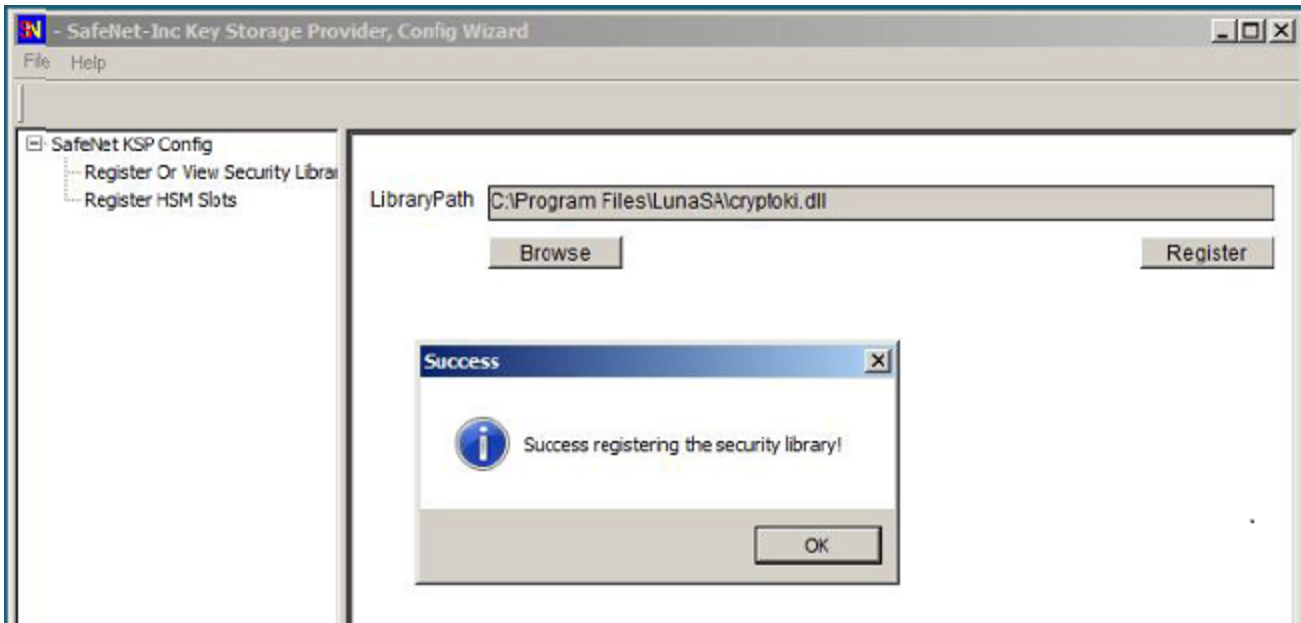 SN - SafeNet-Inc Key Storage Provider, Config Wizard
File Help
SafeNet KSP Config
Register Or View Security Librar
Register HSM Slots
LibraryPath C:\Program Files\LunaSA\cryptoki.dll
Browse Register
Success
Success registering the security library!
OK